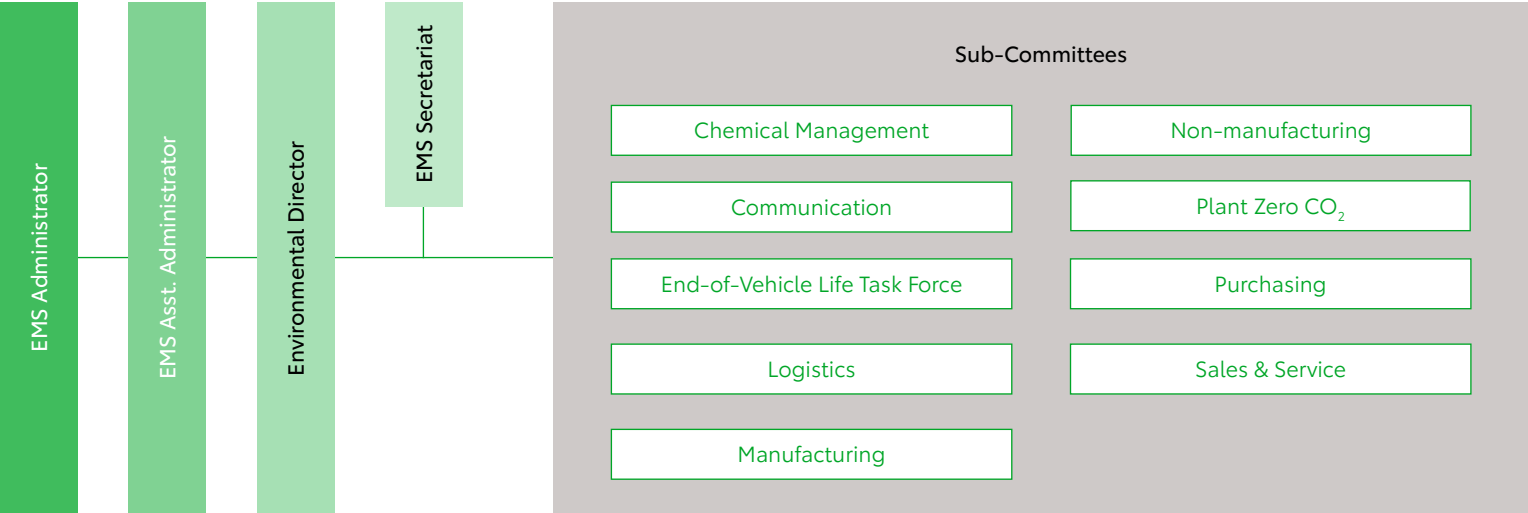 EMS Administrator
EMS Asst. Administrator
Environmental Director
EMS Secretariat
Sub-Committees
Chemical Management
Communication
End-of-Vehicle Life Task Force
Logistics
Manufacturing
Non-manufacturing
Plant Zero CO₂
Purchasing
Sales & Service